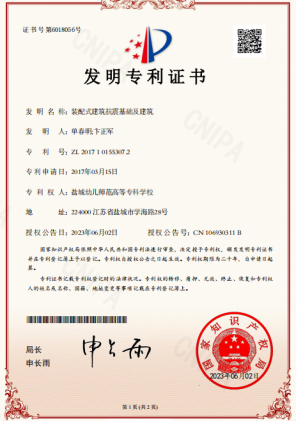 证书号第6018056号
发明专利证书
发 明 名 称：装配式建筑抗震基础及建筑
发 明 人：单春明;卞正军
专 利 号：ZL 2017 1 0155307.2
专利申请日：2017年03月15日
专 利 权 人：盐城幼儿师范高等专科学校
地 址：224000 江苏省盐城市学海路28号
授权公告日：2023年06月02日 授权公告号：CN 106930311 B
国家知识产权局依照中华人民共和国专利法进行审查，决定授予专利权，颁发发明专利证书
并在专利登记簿上予以登记。专利权自授权公告之日起生效。专利权期限为二十年，自申请日起
算。
专利证书记载专利权登记时的法律状况。专利权的转移、质押、无效、终止、恢复和专利权
人的姓名或名称、国籍、地址变更等事项记载在专利登记簿上。
局长
申长雨
申长雨
国家知识产权局
2023年06月02日
第 1 页 (共 2 页)
CNIPA